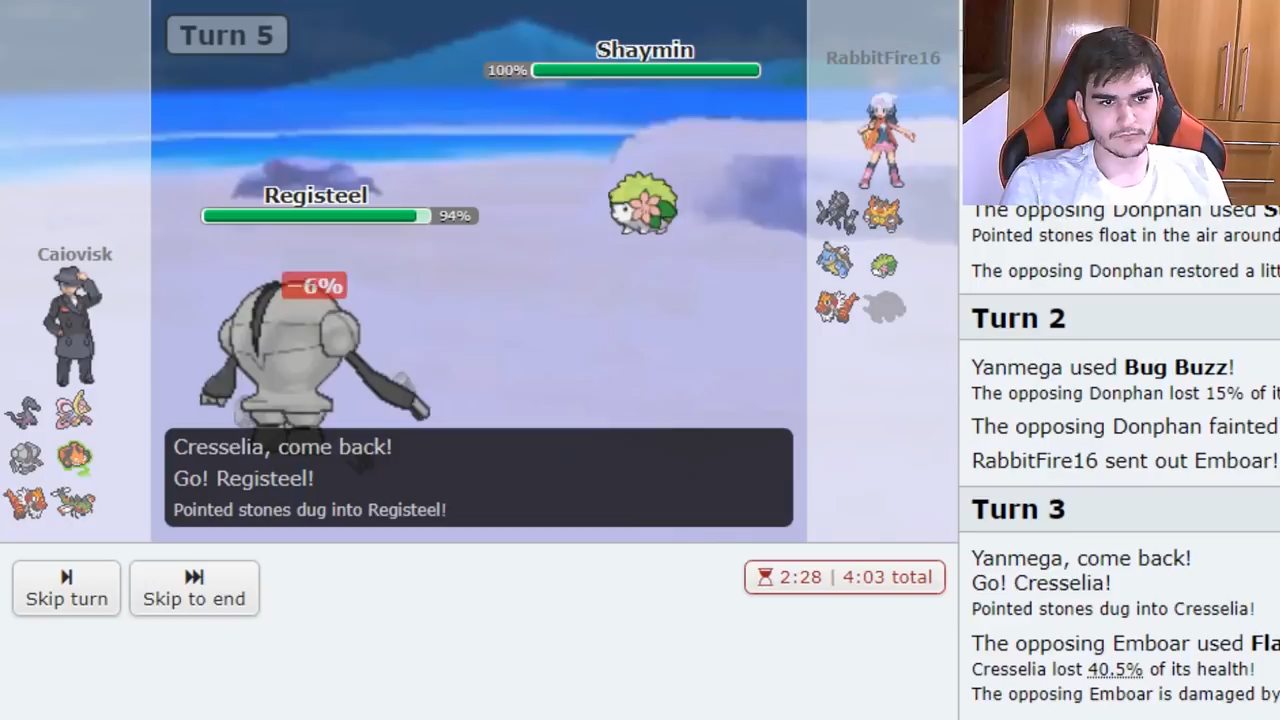 Turn 5
Shaymin
100%
RabbitFire16
Registeel
94%
Caiovisk
-6%
Cresselia, come back!
Go! Registeel!
Pointed stones dug into Registeel!
Skip turn
Skip to end
2:28 | 4:03 total
The opposing Donphan used
Pointed stones float in the air around
The opposing Donphan restored a litt
Turn 2
Yanmega used Bug Buzz!
The opposing Donphan lost 15% of it
The opposing Donphan fainted
RabbitFire16 sent out Emboar!
Turn 3
Yanmega, come back!
Go! Cresselia!
Pointed stones dug into Cresselia!
The opposing Emboar used Fla
Cresselia lost 40.5% of its health!
The opposing Emboar is damaged by